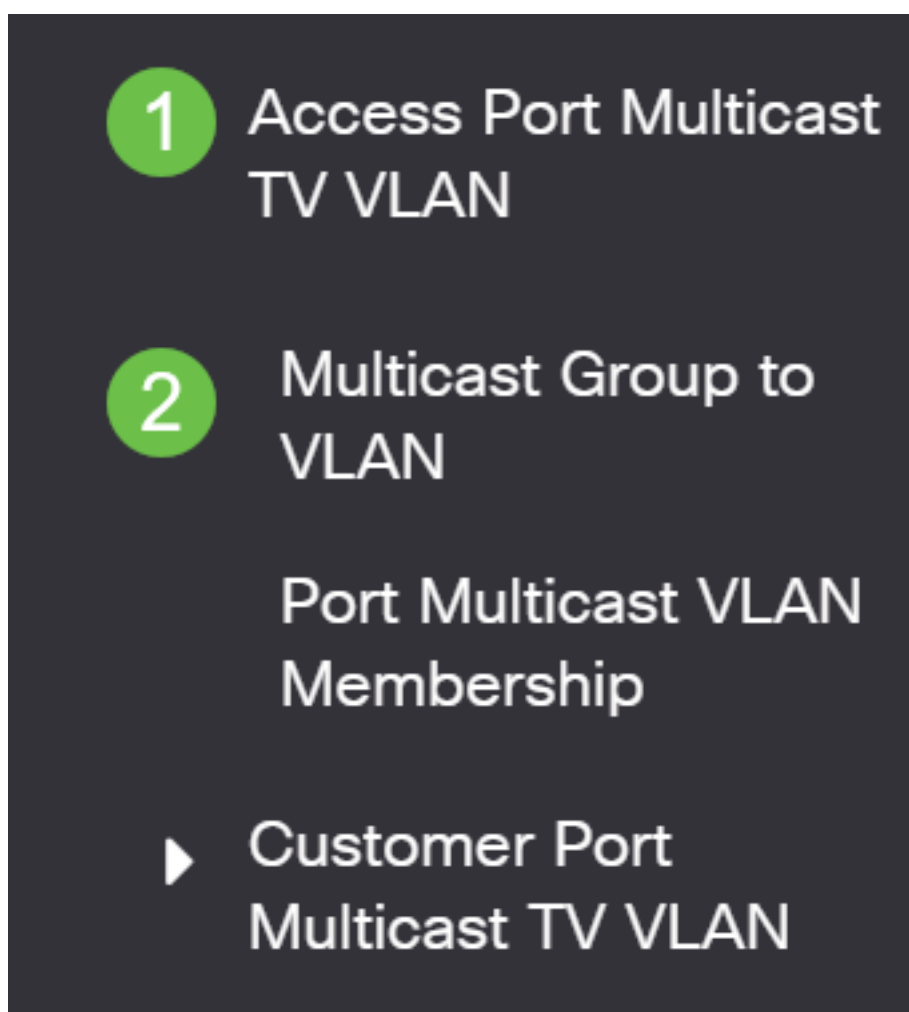 1 Access Port Multicast
TV VLAN
2 Multicast Group to
VLAN
Port Multicast VLAN
Membership
Customer Port
Multicast TV VLAN